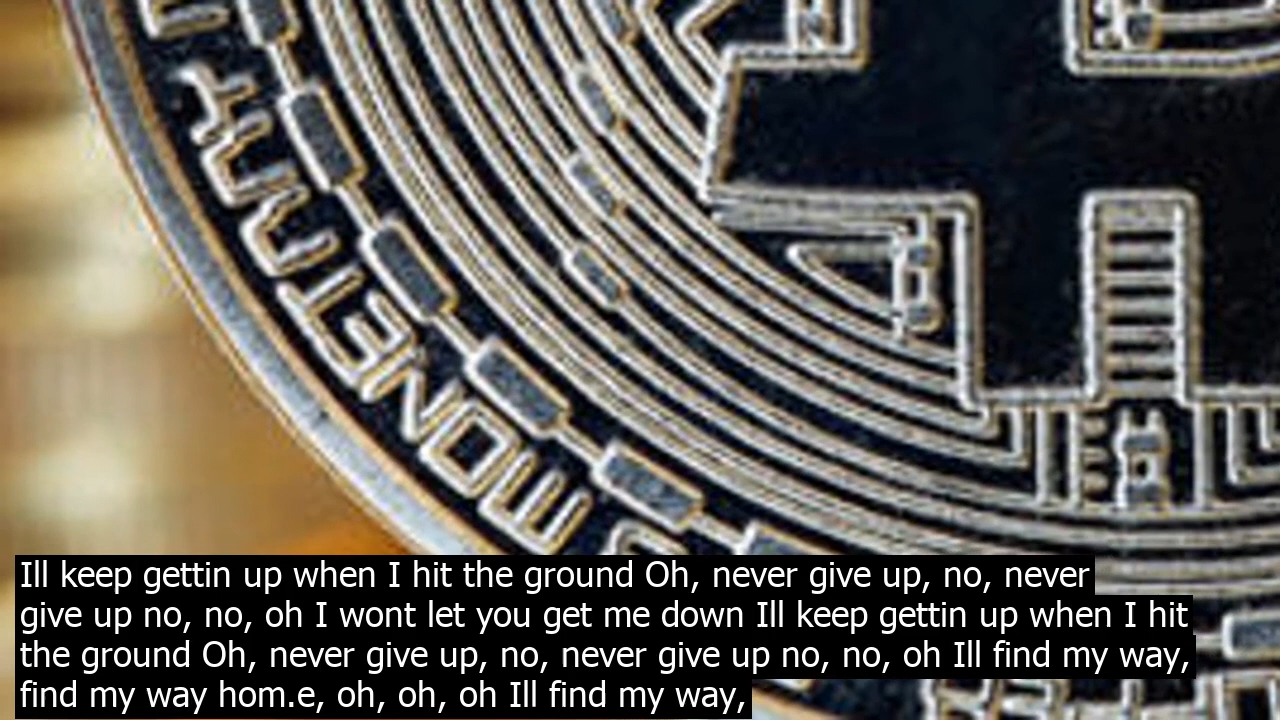 MONETA
Ill keep gettin up when I hit the ground Oh, never give up, no, never
give up no, no, oh I wont let you get me down Ill keep gettin up when I hit
the ground Oh, never give up, no, never give up no, no, oh Ill find my way,
find my way hom.e, oh, oh, oh Ill find my way,